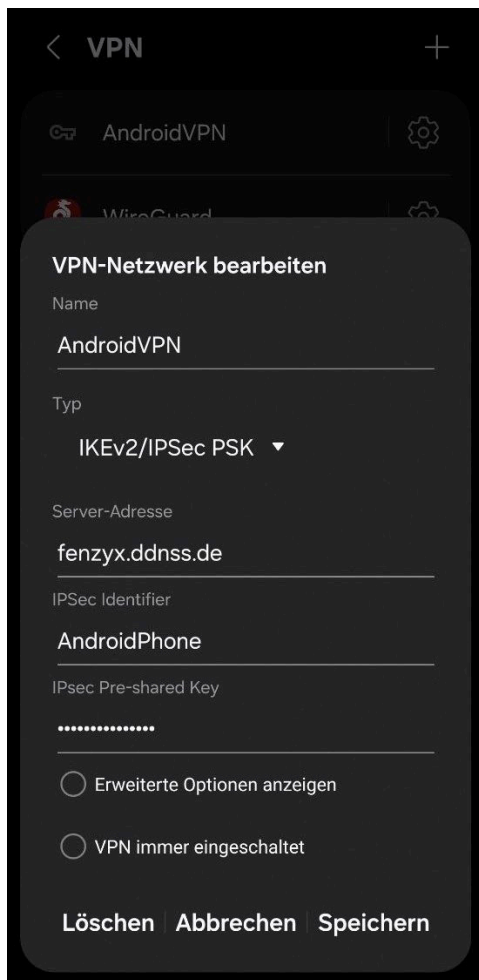 VPN
AndroidVPN
WireGuard
VPN-Netzwerk bearbeiten
Name
AndroidVPN
Typ
IKEv2/IPSec PSK
Server-Adresse
fenzyx.ddnss.de
IPSec Identifier
AndroidPhone
IPsec Pre-shared Key
•••••••••••••••
Erweiterte Optionen anzeigen
VPN immer eingeschaltet
Löschen Abbrechen Speichern